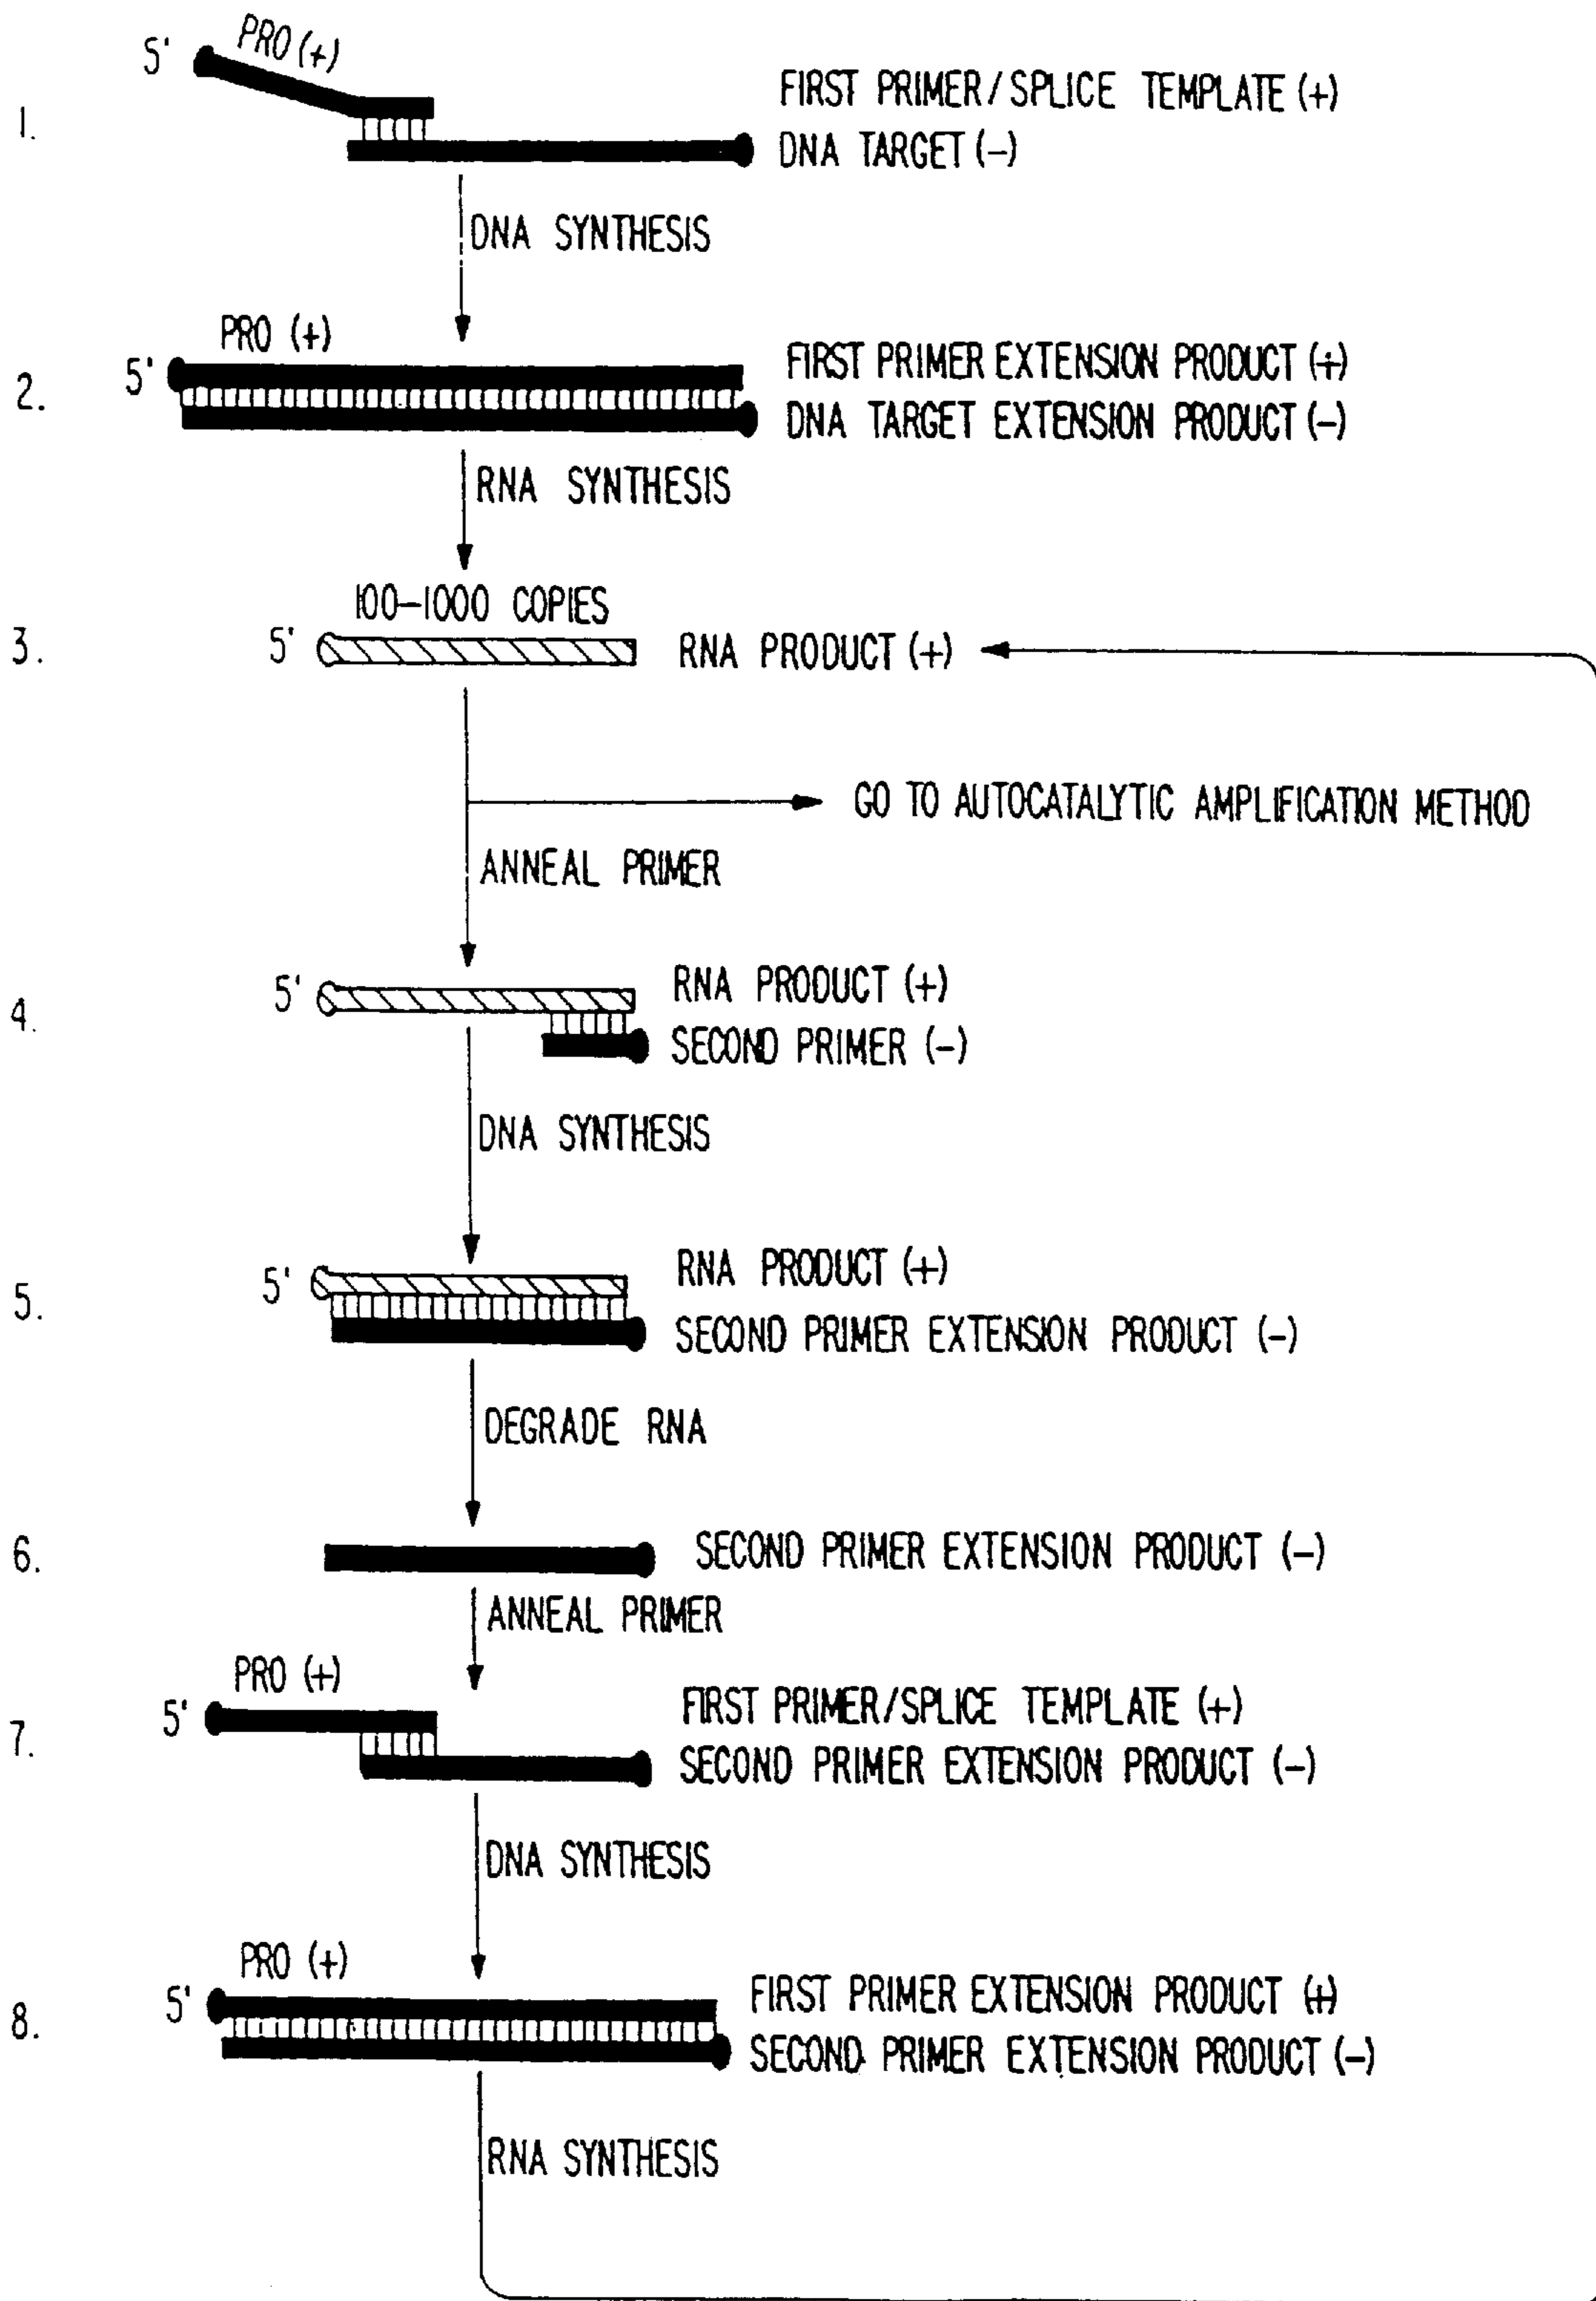 5' PRO (+)
1.
FIRST PRIMER/SPLICE TEMPLATE (+)
DNA TARGET (-)
DNA SYNTHESIS
PRO (+)
2.
5'
FIRST PRIMER EXTENSION PRODUCT (+)
DNA TARGET EXTENSION PRODUCT (-)
RNA SYNTHESIS
100-1000 COPIES
3.
5'
RNA PRODUCT (+)
GO TO AUTOCATALYTIC AMPLIFICATION METHOD
ANNEAL PRIMER
4.
5'
RNA PRODUCT (+)
SECOND PRIMER (-)
DNA SYNTHESIS
5.
5'
RNA PRODUCT (+)
SECOND PRIMER EXTENSION PRODUCT (-)
DEGRADE RNA
6.
SECOND PRIMER EXTENSION PRODUCT (-)
ANNEAL PRIMER
PRO (+)
7.
5'
FIRST PRIMER/SPLICE TEMPLATE (+)
SECOND PRIMER EXTENSION PRODUCT (-)
DNA SYNTHESIS
PRO (+)
8.
5'
FIRST PRIMER EXTENSION PRODUCT (+)
SECOND PRIMER EXTENSION PRODUCT (-)
RNA SYNTHESIS